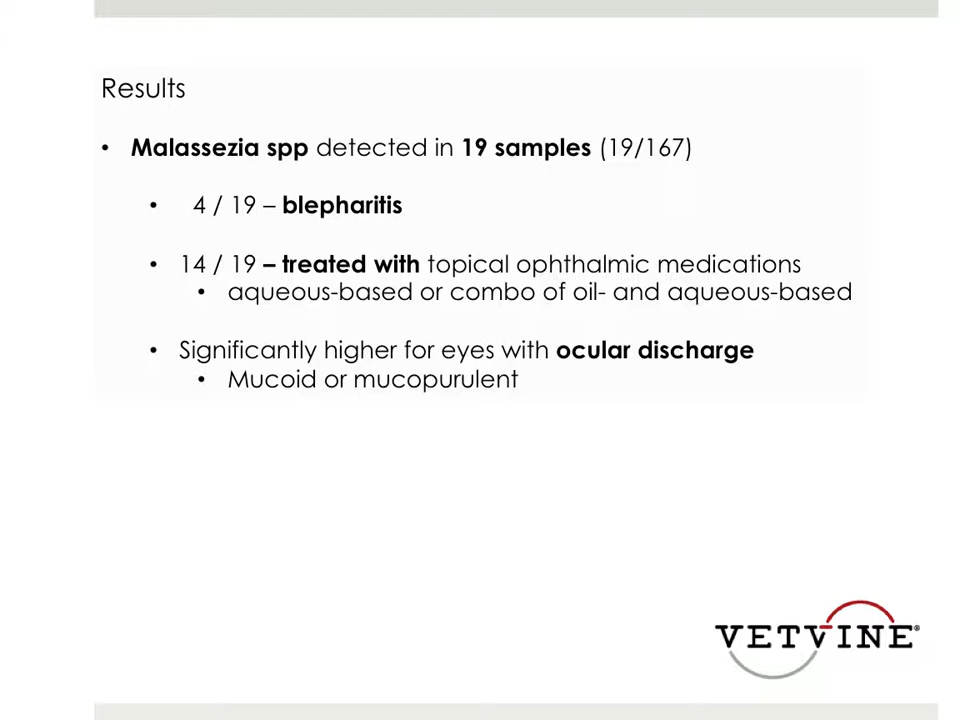 Results
• Malassezia spp detected in 19 samples (19/167)
• 4 / 19 – blepharitis
• 14 / 19 – treated with topical ophthalmic medications
• aqueous-based or combo of oil- and aqueous-based
• Significantly higher for eyes with ocular discharge
• Mucoid or mucopurulent
VETVINE®